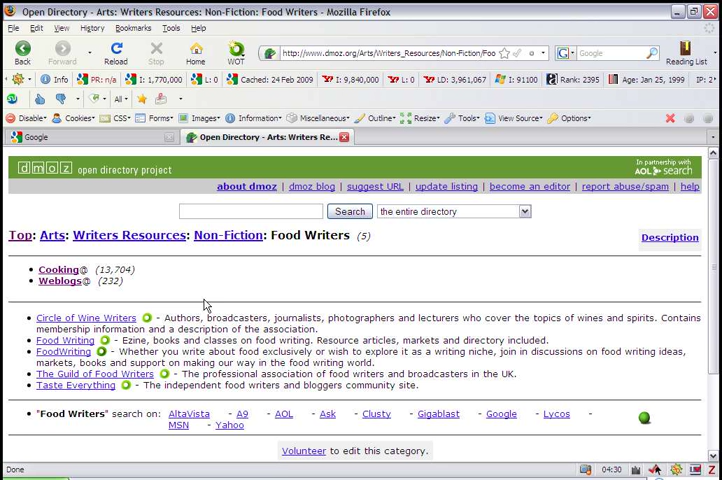 Open Directory - Arts: Writers Resources: Non-Fiction: Food Writers - Mozilla Firefox
File Edit View History Bookmarks Tools Help
Back Forward Reload Stop Home WOT http://www.dmoz.org/Arts/Writers_Resources/Non-Fiction/Foo Google Reading List
Info PR: n/a I: 1,770,000 L: 0 Cached: 24 Feb 2009 I: 9,840,000 L: 0 LD: 3,961,067 I: 91100 Rank: 2395 Age: Jan 25, 1999 IP: 2
All
Disable Cookies CSS Forms Images Information Miscellaneous Outline Resize Tools View Source Options
Google Open Directory - Arts: Writers Re...
dmoz open directory project In partnership with AOL search
about dmoz | dmoz blog | suggest URL | update listing | become an editor | report abuse/spam | help
Search the entire directory
Top: Arts: Writers Resources: Non-Fiction: Food Writers (5) Description
Cooking@ (13,704)
Weblogs@ (232)
Circle of Wine Writers - Authors, broadcasters, journalists, photographers and lecturers who cover the topics of wines and spirits. Contains
membership information and a description of the association.
Food Writing - Ezine, books and classes on food writing. Resource articles, markets and directory included.
FoodWriting - Whether you write about food exclusively or wish to explore it as a writing niche, join in discussions on food writing ideas,
markets, books and support on making our way in the food writing world.
The Guild of Food Writers - The professional association of food writers and broadcasters in the UK.
Taste Everything - The independent food writers and bloggers community site.
"Food Writers" search on: AltaVista - A9 - AOL - Ask - Clusty - Gigablast - Google - Lycos -
MSN - Yahoo
Volunteer to edit this category.
Done 04:30